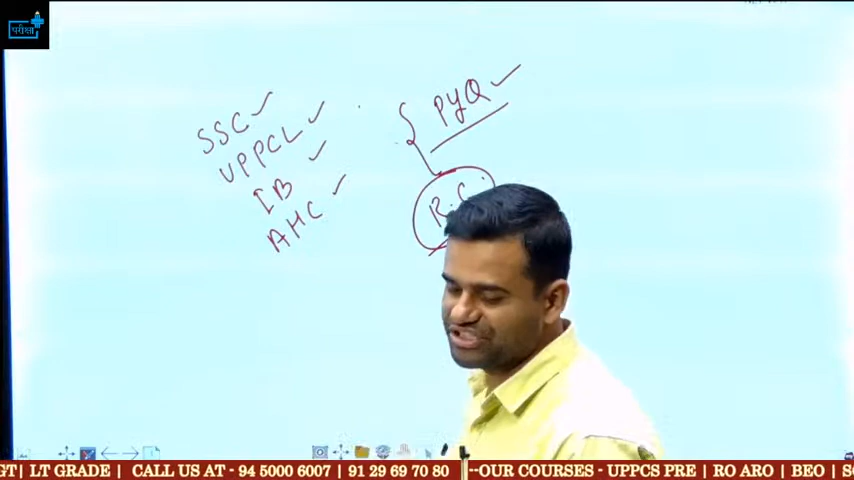 परीक्षा
SSC
UPPCL
IB
AHC
PYQ
R.C.
GT| LT GRADE | CALL US AT - 94 5000 6007 | 91 29 69 70 80 --OUR COURSES - UPPCS PRE | RO ARO | BEO | S